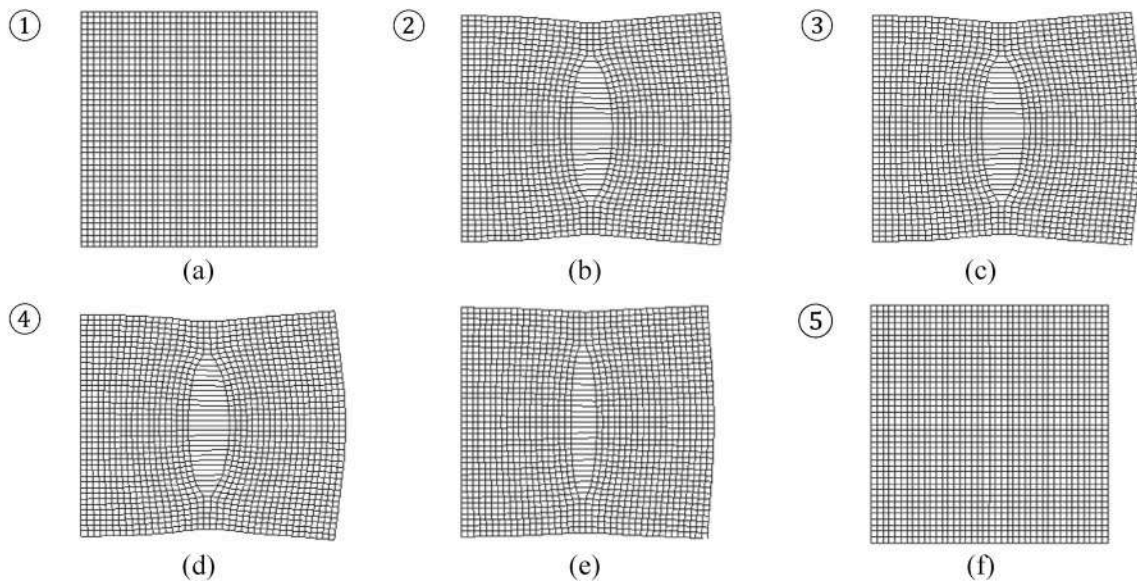 ① ② ③
(a) (b) (c)
④ ⑤
(d) (e) (f)